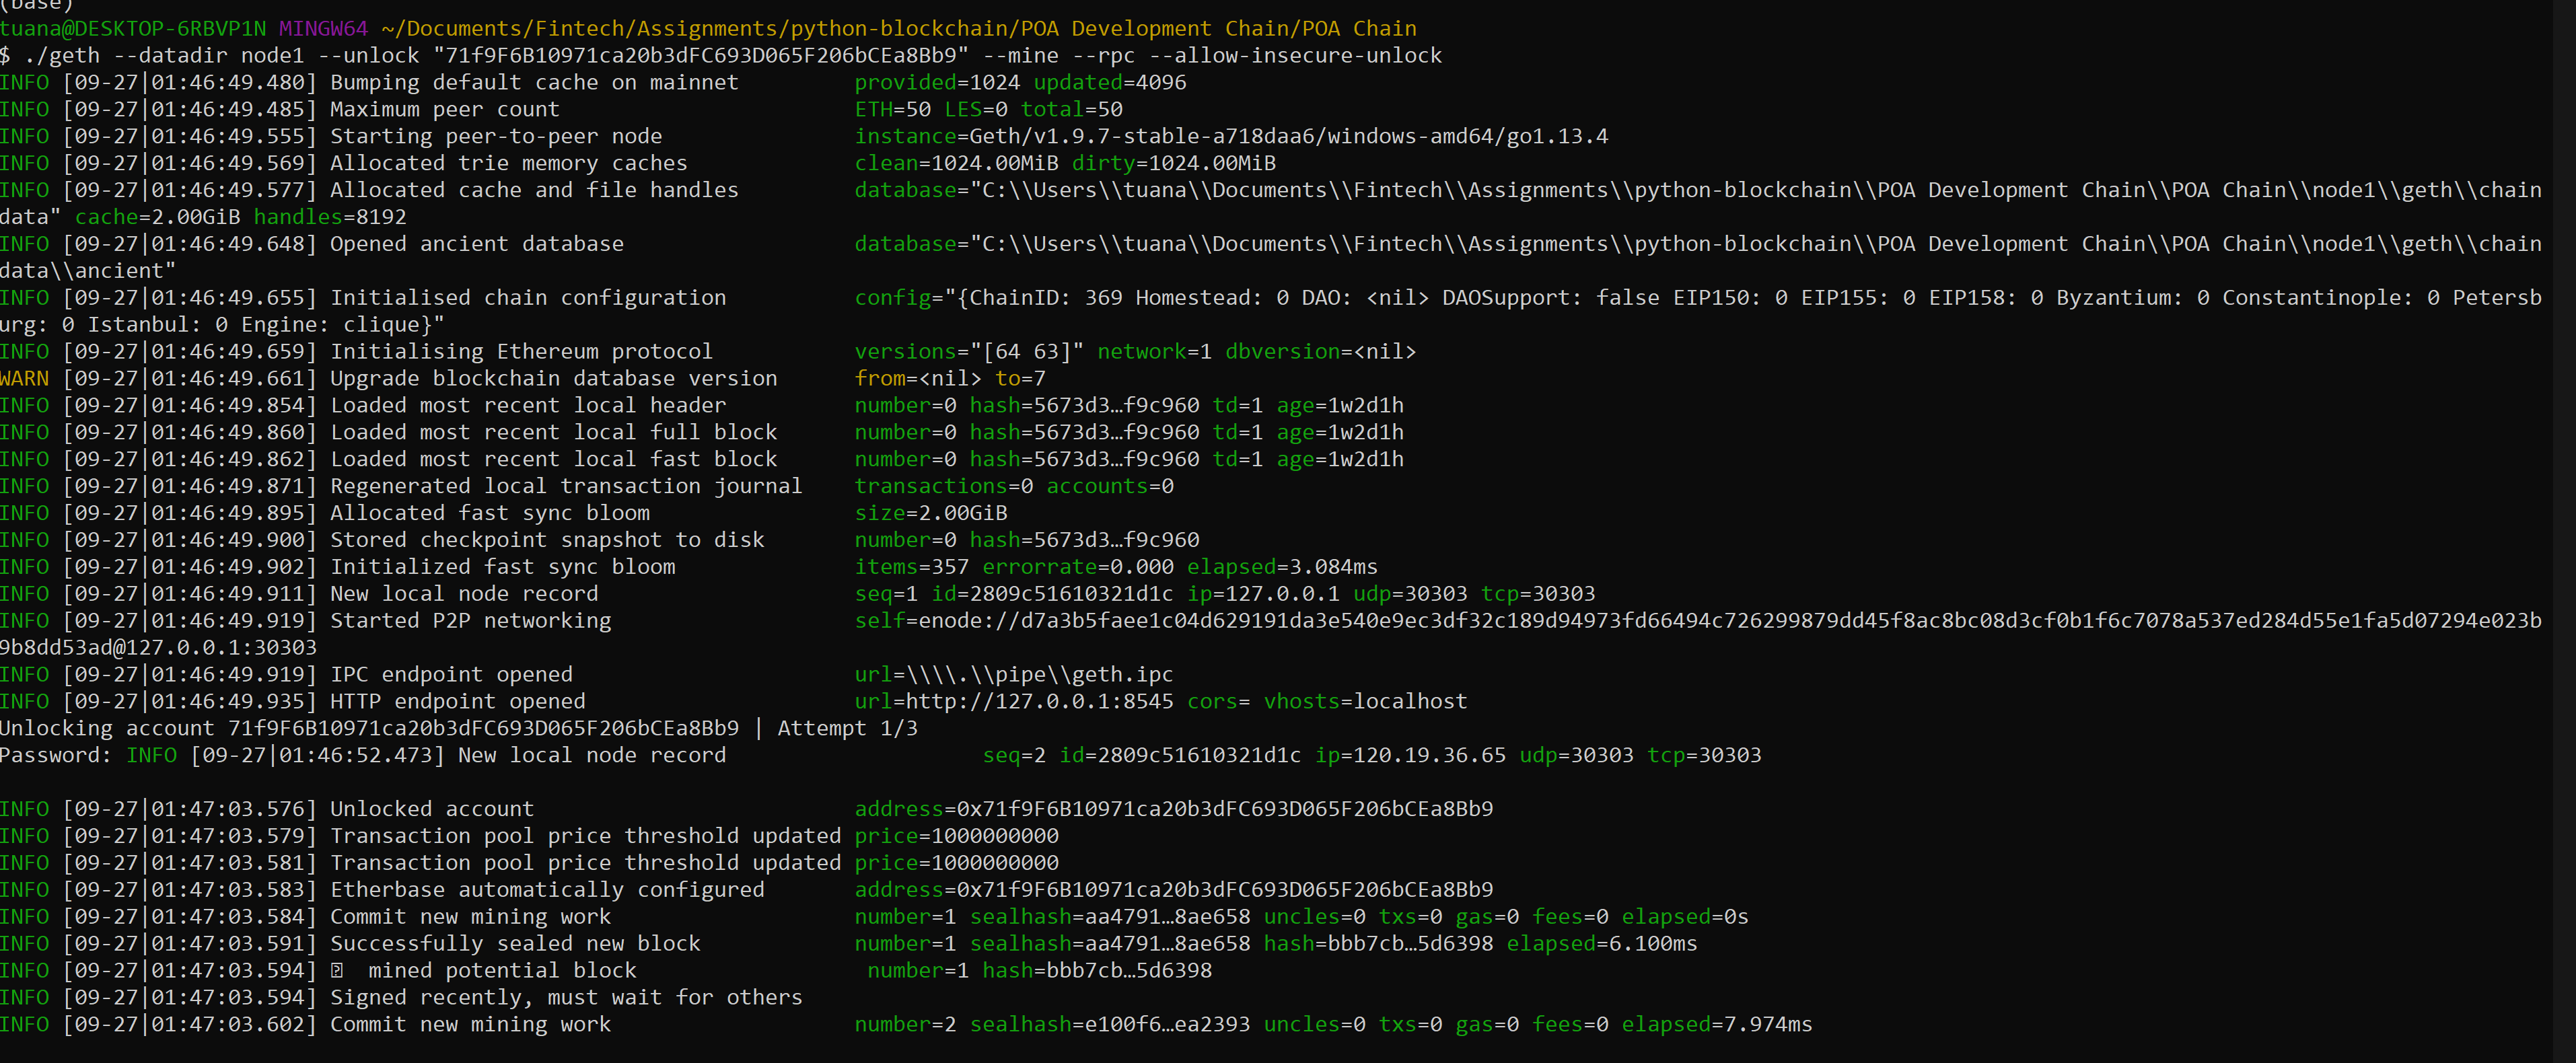 (base)
tuana@DESKTOP-6RBVP1N MINGW64 ~/Documents/Fintech/Assignments/python-blockchain/POA Development Chain/POA Chain
$ ./geth --datadir node1 --unlock "71f9F6B10971ca20b3dFC693D065F206bCEa8Bb9" --mine --rpc --allow-insecure-unlock
INFO [09-27|01:46:49.480] Bumping default cache on mainnet         provided=1024 updated=4096
INFO [09-27|01:46:49.485] Maximum peer count                       ETH=50 LES=0 total=50
INFO [09-27|01:46:49.555] Starting peer-to-peer node               instance=Geth/v1.9.7-stable-a718daa6/windows-amd64/go1.13.4
INFO [09-27|01:46:49.569] Allocated trie memory caches             clean=1024.00MiB dirty=1024.00MiB
INFO [09-27|01:46:49.577] Allocated cache and file handles         database="C:\\Users\\tuana\\Documents\\Fintech\\Assignments\\python-blockchain\\POA Development Chain\\POA Chain\\node1\\geth\\chain
data" cache=2.00GiB handles=8192
INFO [09-27|01:46:49.648] Opened ancient database                  database="C:\\Users\\tuana\\Documents\\Fintech\\Assignments\\python-blockchain\\POA Development Chain\\POA Chain\\node1\\geth\\chain
data\\ancient"
INFO [09-27|01:46:49.655] Initialised chain configuration          config="{ChainID: 369 Homestead: 0 DAO: <nil> DAOSupport: false EIP150: 0 EIP155: 0 EIP158: 0 Byzantium: 0 Constantinople: 0 Petersb
urg: 0 Istanbul: 0 Engine: clique}"
INFO [09-27|01:46:49.659] Initialising Ethereum protocol           versions="[64 63]" network=1 dbversion=<nil>
WARN [09-27|01:46:49.661] Upgrade blockchain database version      from=<nil> to=7
INFO [09-27|01:46:49.854] Loaded most recent local header          number=0 hash=5673d3…f9c960 td=1 age=1w2d1h
INFO [09-27|01:46:49.860] Loaded most recent local full block      number=0 hash=5673d3…f9c960 td=1 age=1w2d1h
INFO [09-27|01:46:49.862] Loaded most recent local fast block      number=0 hash=5673d3…f9c960 td=1 age=1w2d1h
INFO [09-27|01:46:49.871] Regenerated local transaction journal    transactions=0 accounts=0
INFO [09-27|01:46:49.895] Allocated fast sync bloom                size=2.00GiB
INFO [09-27|01:46:49.900] Stored checkpoint snapshot to disk       number=0 hash=5673d3…f9c960
INFO [09-27|01:46:49.902] Initialized fast sync bloom              items=357 errorrate=0.000 elapsed=3.084ms
INFO [09-27|01:46:49.911] New local node record                    seq=1 id=2809c51610321d1c ip=127.0.0.1 udp=30303 tcp=30303
INFO [09-27|01:46:49.919] Started P2P networking                   self=enode://d7a3b5faee1c04d629191da3e540e9ec3df32c189d94973fd66494c726299879dd45f8ac8bc08d3cf0b1f6c7078a537ed284d55e1fa5d07294e023b
9b8dd53ad@127.0.0.1:30303
INFO [09-27|01:46:49.919] IPC endpoint opened                      url=\\\\.\\pipe\\geth.ipc
INFO [09-27|01:46:49.935] HTTP endpoint opened                     url=http://127.0.0.1:8545 cors= vhosts=localhost
Unlocking account 71f9F6B10971ca20b3dFC693D065F206bCEa8Bb9 | Attempt 1/3
Password: INFO [09-27|01:46:52.473] New local node record                    seq=2 id=2809c51610321d1c ip=120.19.36.65 udp=30303 tcp=30303
INFO [09-27|01:47:03.576] Unlocked account                         address=0x71f9F6B10971ca20b3dFC693D065F206bCEa8Bb9
INFO [09-27|01:47:03.579] Transaction pool price threshold updated price=1000000000
INFO [09-27|01:47:03.581] Transaction pool price threshold updated price=1000000000
INFO [09-27|01:47:03.583] Etherbase automatically configured       address=0x71f9F6B10971ca20b3dFC693D065F206bCEa8Bb9
INFO [09-27|01:47:03.584] Commit new mining work                   number=1 sealhash=aa4791…8ae658 uncles=0 txs=0 gas=0 fees=0 elapsed=0s
INFO [09-27|01:47:03.591] Successfully sealed new block            number=1 sealhash=aa4791…8ae658 hash=bbb7cb…5d6398 elapsed=6.100ms
INFO [09-27|01:47:03.594] ⍰  mined potential block                  number=1 hash=bbb7cb…5d6398
INFO [09-27|01:47:03.594] Signed recently, must wait for others
INFO [09-27|01:47:03.602] Commit new mining work                   number=2 sealhash=e100f6…ea2393 uncles=0 txs=0 gas=0 fees=0 elapsed=7.974ms